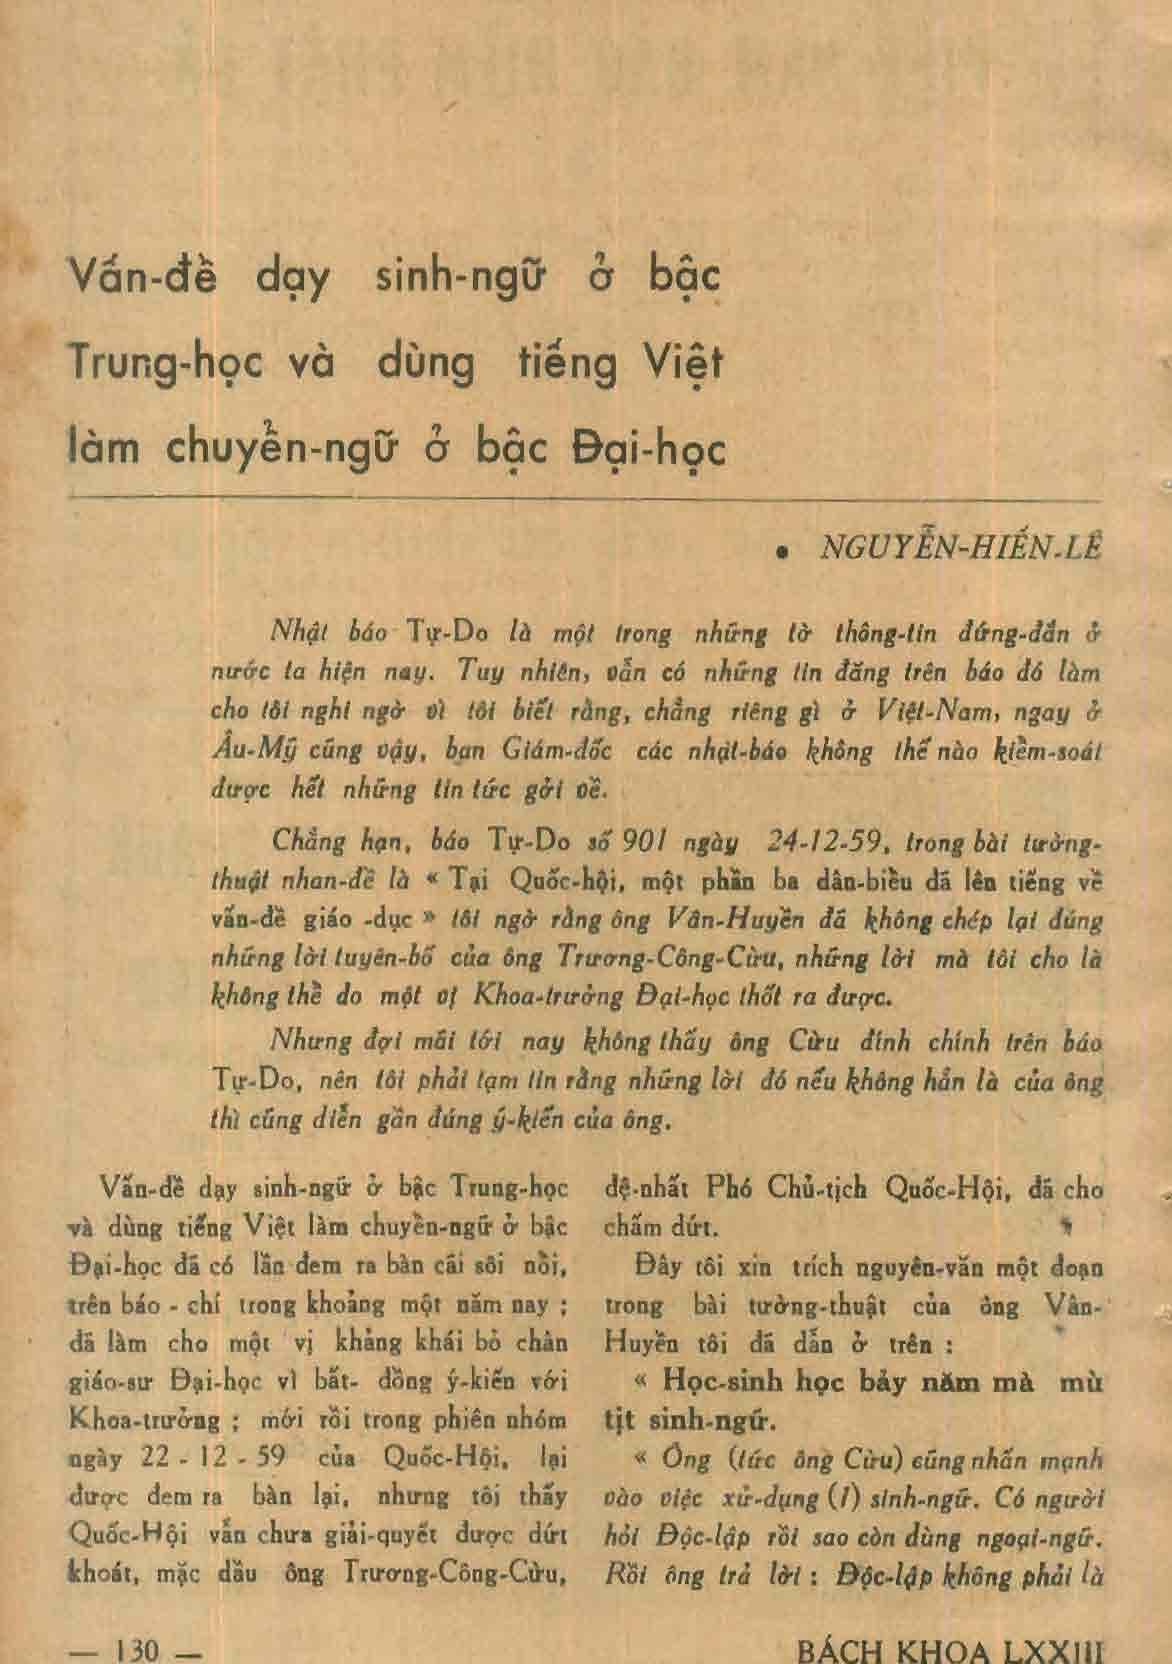 Vấn-đề dạy sinh-ngữ ở bậc
Trung-học và dùng tiếng Việt
làm chuyển-ngữ ở bậc Đại-học
• NGUYỄN-HIẾN-LÊ
Nhật báo Tự-Do là một trong những tờ thông-tin đứng-đắn ở
nước ta hiện nay. Tuy nhiên, vẫn có những tin đăng trên báo đó làm
cho tôi nghi ngờ vì tôi biết rằng, chẳng riêng gì ở Việt-Nam, ngay ở
Âu-Mỹ cũng vậy, ban Giám-đốc các nhật-báo không thể nào kiểm-soát
được hết những tin tức gởi về.
Chẳng hạn, báo Tự-Do số 901 ngày 24-12-59, trong bài tường-
thuật nhan-đề là « Tại Quốc-hội, một phần ba dân-biểu đã lên tiếng về
vấn-đề giáo -dục » tôi ngờ rằng ông Vân-Huyền đã không chép lại đúng
những lời tuyên-bố của ông Trương-Công-Cừu, những lời mà tôi cho là
không thể do một vị Khoa-trưởng Đại-học thốt ra được.
Nhưng đợi mãi tới nay không thấy ông Cừu đính chính trên báo
Tự-Do, nên tôi phải tạm tin rằng những lời đó nếu không hẳn là của ông
thì cũng diễn gần đúng ý-kiến của ông.
Vấn-đề dạy sinh-ngữ ở bậc Trung-học
và dùng tiếng Việt làm chuyển-ngữ ở bậc
Đại-học đã có lần đem ra bàn cãi sôi nổi,
trên báo - chí trong khoảng một năm nay ;
đã làm cho một vị khảng khái bỏ chân
giáo-sư Đại-học vì bất- đồng ý-kiến với
Khoa-trưởng ; mới rồi trong phiên nhóm
ngày 22 - 12 - 59 của Quốc-Hội, lại
được đem ra bàn lại, nhưng tôi thấy
Quốc-Hội vẫn chưa giải-quyết được dứt
khoát, mặc dầu ông Trương-Công-Cừu,
đệ-nhất Phó Chủ-tịch Quốc-Hội, đã cho
chấm dứt.
Đây tôi xin trích nguyên-văn một đoạn
trong bài tường-thuật của ông Vân-
Huyền tôi đã dẫn ở trên :
« Học-sinh học bảy năm mà mù
tịt sinh-ngữ.
« Ông (tức ông Cừu) cũng nhấn mạnh
vào việc xử-dụng (1) sinh-ngữ. Có người
hỏi Độc-lập rồi sao còn dùng ngoại-ngữ.
Rồi ông trả lời : Độc-lập không phải là
— 130 —
BÁCH KHOA LXXIII